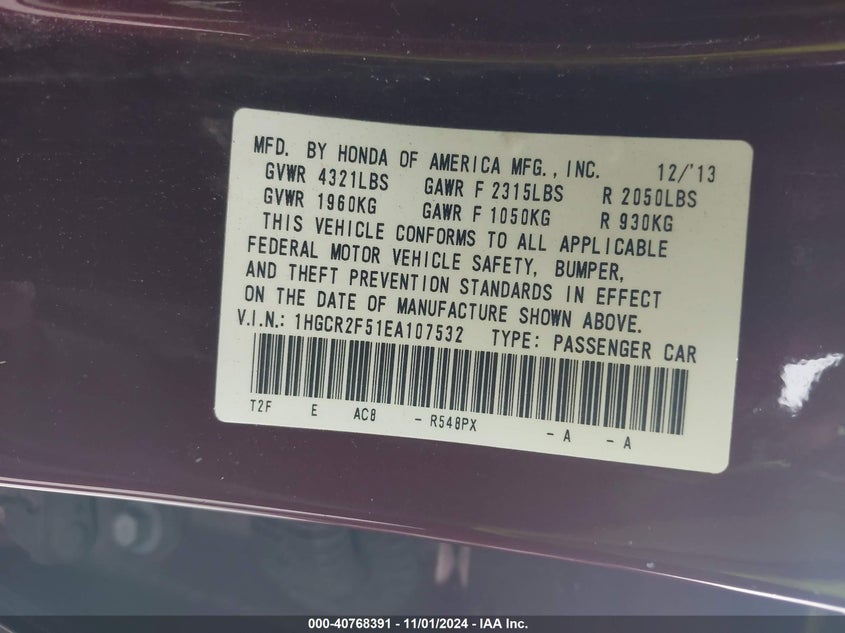 MFD. BY HONDA OF AMERICA MFG., INC. 12/'13
GVWR 4321LBS GAWR F 2315LBS R 2050LBS
GVWR 1960KG GAWR F 1050KG R 930KG
THIS VEHICLE CONFORMS TO ALL APPLICABLE
FEDERAL MOTOR VEHICLE SAFETY, BUMPER,
AND THEFT PREVENTION STANDARDS IN EFFECT
ON THE DATE OF MANUFACTURE SHOWN ABOVE.
V.I.N.: 1HGCR2F51EA107532 TYPE: PASSENGER CAR
T2F E AC8 - R548PX - A - A
000-40768391 - 11/01/2024 - IAA Inc.